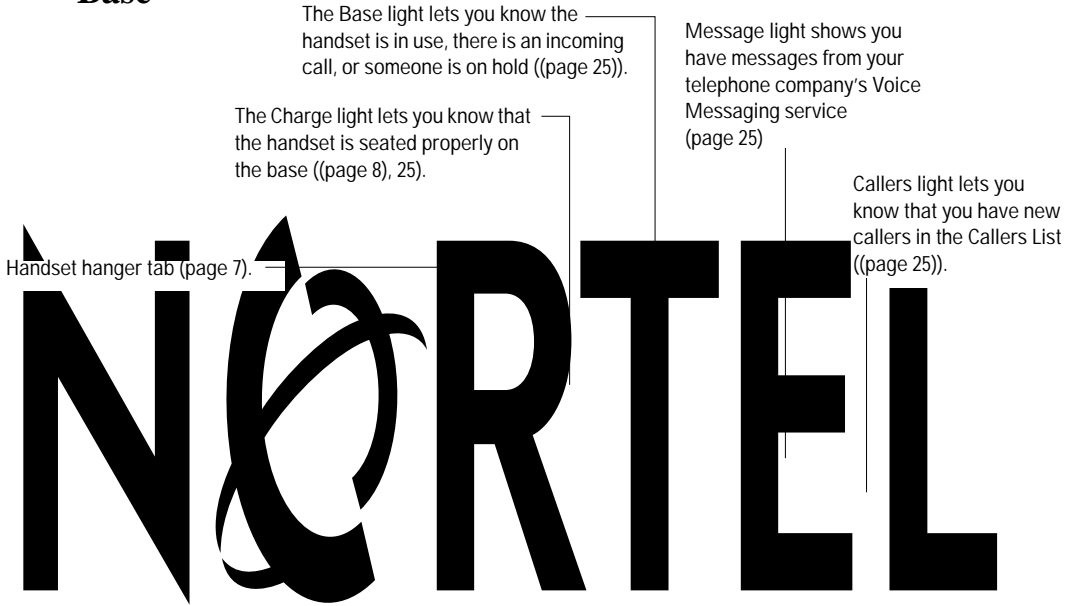 Base
The Base light lets you know the
handset is in use, there is an incoming
call, or someone is on hold ((page 25)).
Message light shows you
have messages from your
telephone company's Voice
Messaging service
(page 25)
The Charge light lets you know that
the handset is seated properly on
the base ((page 8), 25).
Callers light lets you
know that you have new
callers in the Callers List
((page 25)).
Handset hanger tab (page 7).
NORTEL